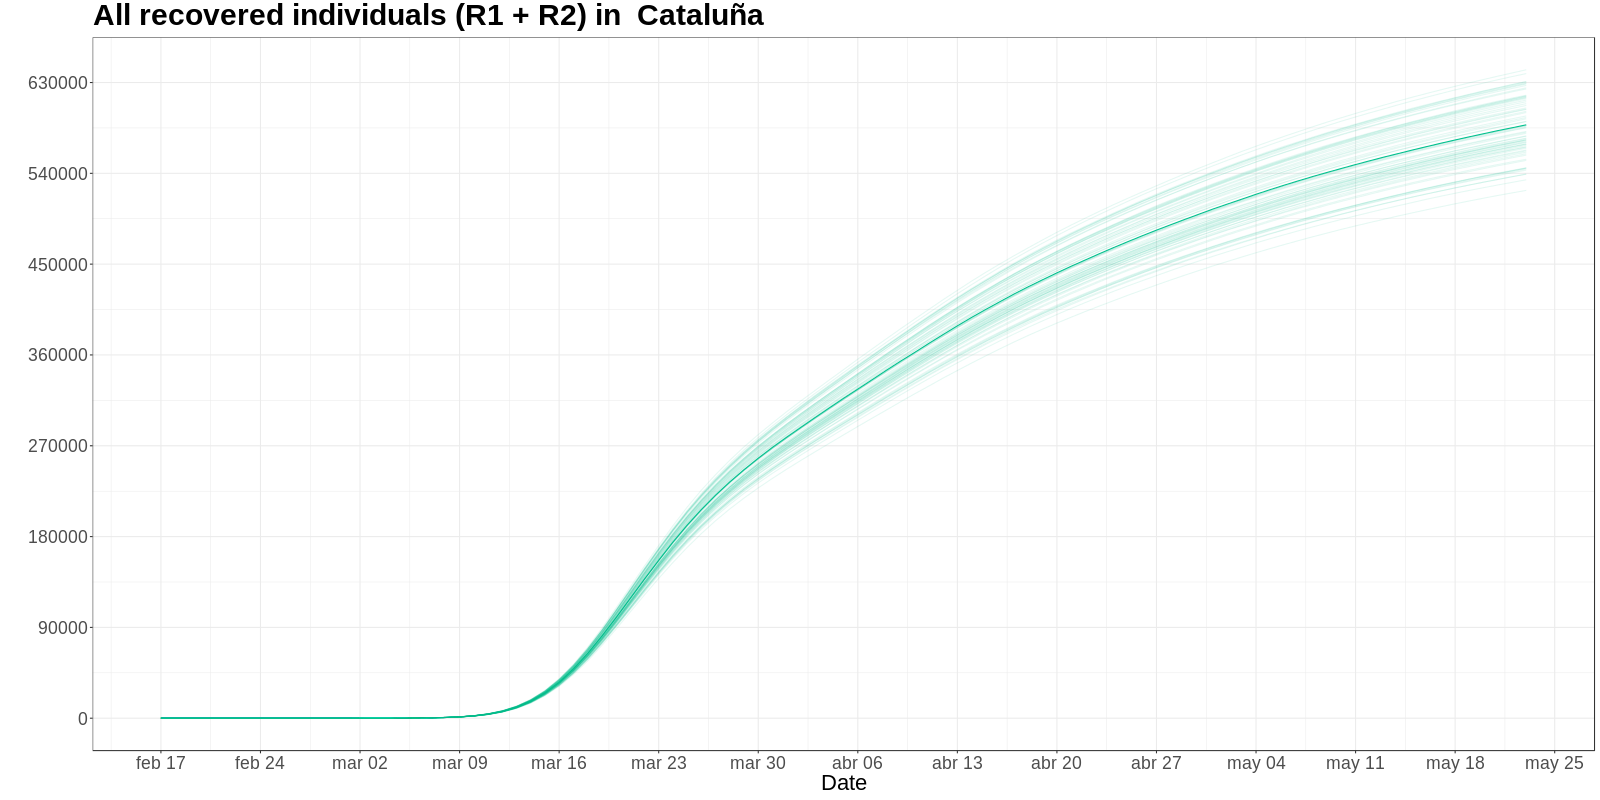 All recovered individuals (R1 + R2) in  Cataluña
630000
540000
450000
360000
270000
180000
90000
0
feb 17 feb 24 mar 02 mar 09 mar 16 mar 23 mar 30 abr 06 abr 13 abr 20 abr 27 may 04 may 11 may 18 may 25
Date